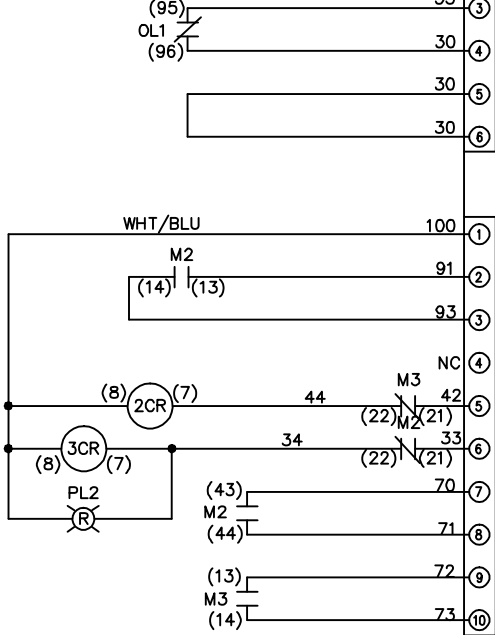 (95) 3
OL1
(96) 30 4
30 5
30 6
WHT/BLU 100 1
M2 91 2
(14) (13)
93 3
NC 4
M3
(8) 2CR (7) 44 42 5
(22) (21)
M2
3CR 34 33 6
(8) (7) (22) (21)
PL2
R
(43) 70 7
M2
(44) 71 8
(13) 72 9
M3
(14) 73 10